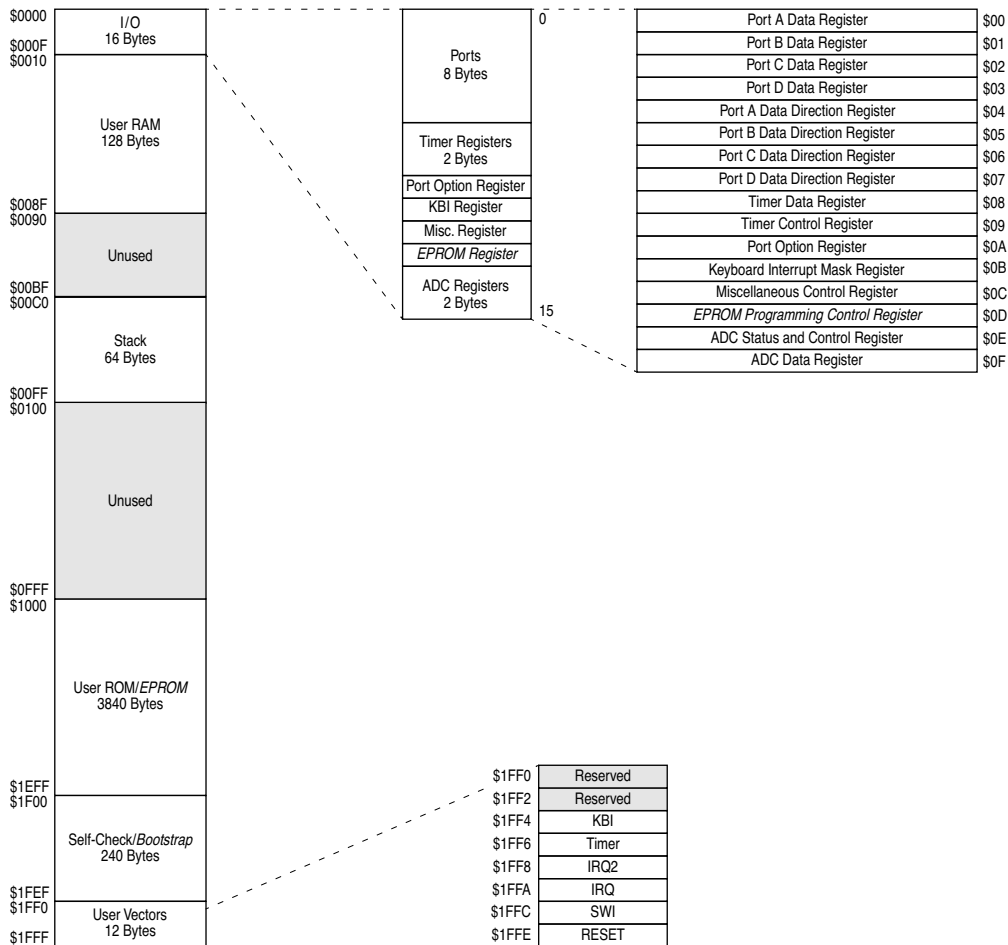 $0000
I/O
16 Bytes
$000F
$0010
User RAM
128 Bytes
$008F
$0090
Unused
$00BF
$00C0
Stack
64 Bytes
$00FF
$0100
Unused
$0FFF
$1000
User ROM/EPROM
3840 Bytes
$1EFF
$1F00
Self-Check/Bootstrap
240 Bytes
$1FEF
$1FF0
User Vectors
12 Bytes
$1FFF
0
Ports
8 Bytes
Timer Registers
2 Bytes
Port Option Register
KBI Register
Misc. Register
EPROM Register
ADC Registers
2 Bytes
15
Port A Data Register $00
Port B Data Register $01
Port C Data Register $02
Port D Data Register $03
Port A Data Direction Register $04
Port B Data Direction Register $05
Port C Data Direction Register $06
Port D Data Direction Register $07
Timer Data Register $08
Timer Control Register $09
Port Option Register $0A
Keyboard Interrupt Mask Register $0B
Miscellaneous Control Register $0C
EPROM Programming Control Register $0D
ADC Status and Control Register $0E
ADC Data Register $0F
$1FF0 Reserved
$1FF2 Reserved
$1FF4 KBI
$1FF6 Timer
$1FF8 IRQ2
$1FFA IRQ
$1FFC SWI
$1FFE RESET